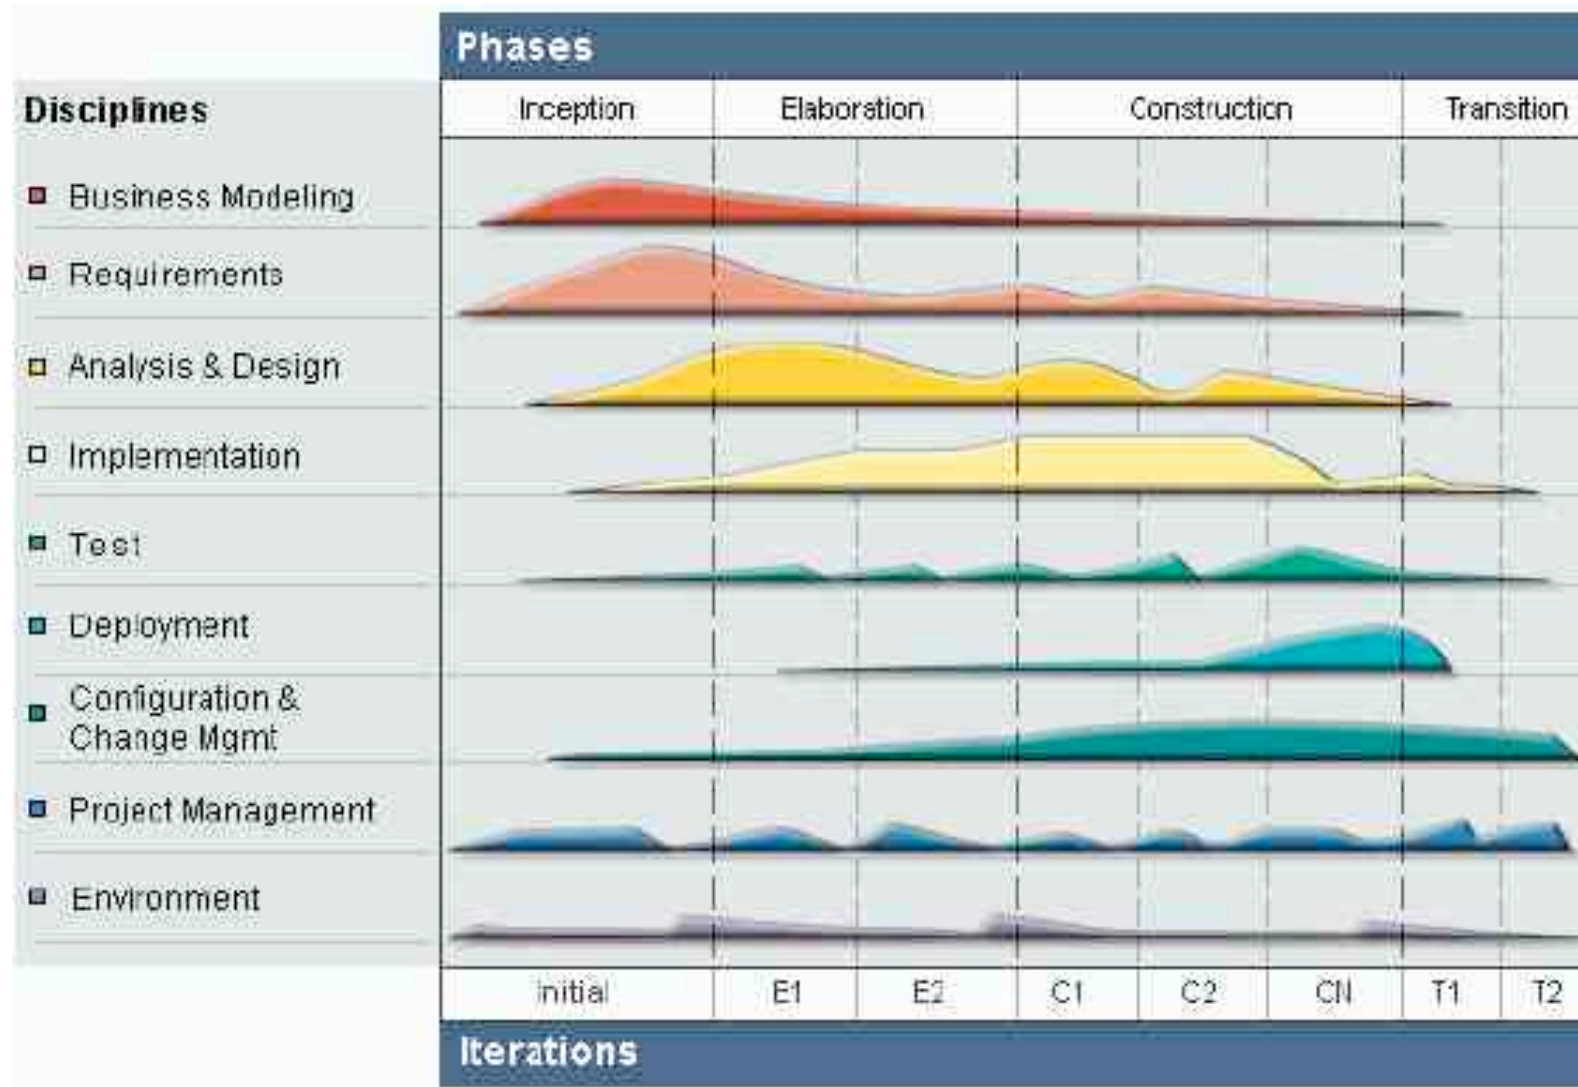 Phases
Disciplines
Inception
Elaboration
Construction
Transition
Business Modeling
Requirements
Analysis & Design
Implementation
Test
Deployment
Configuration &
Change Mgmt
Project Management
Environment
Initial
E1
E2
C1
C2
CN
T1
T2
Iterations